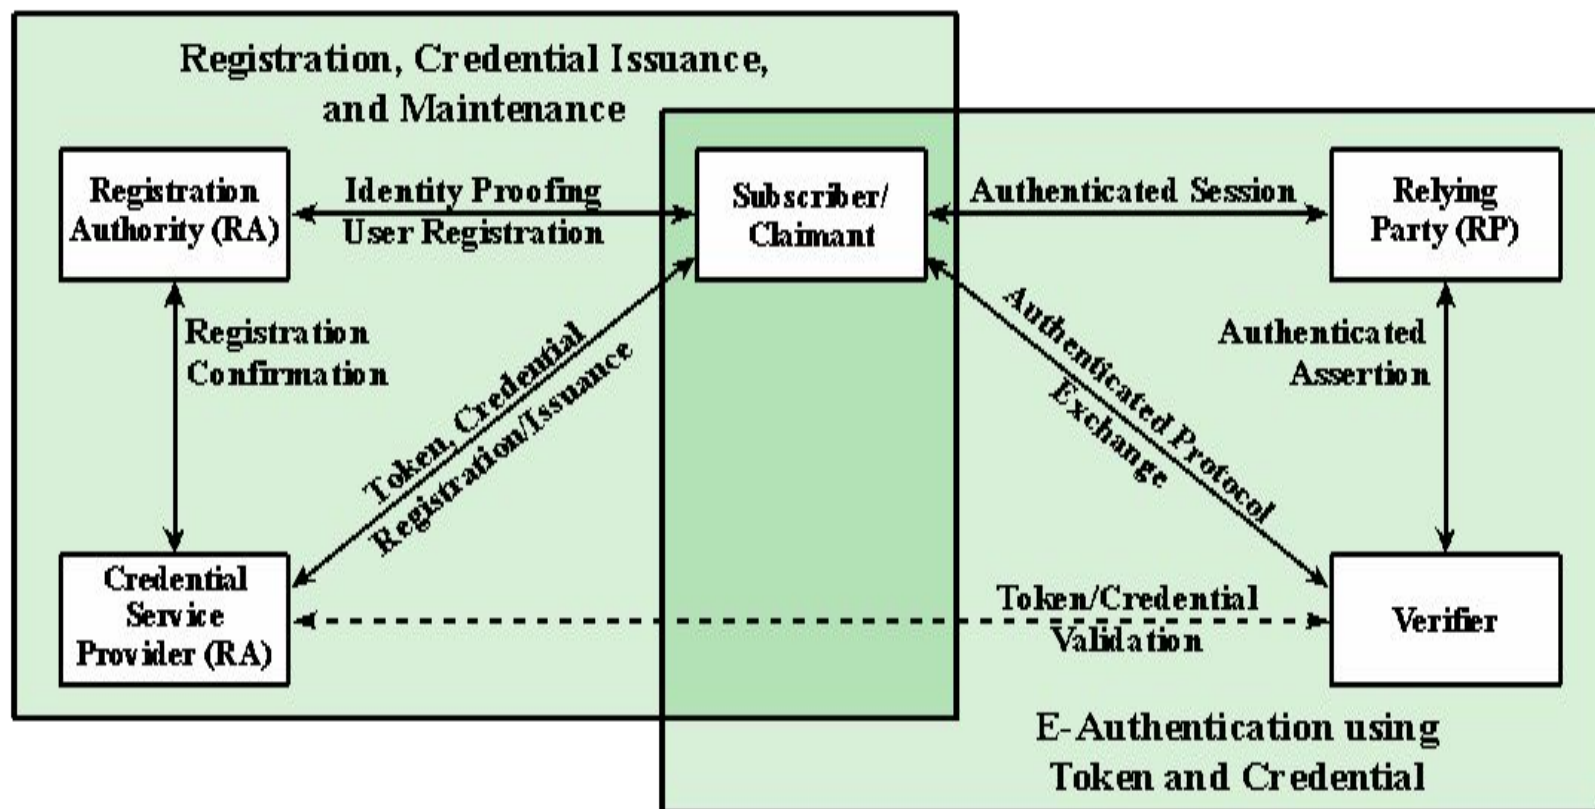 Registration, Credential Issuance,
and Maintenance
Registration
Authority (RA)
Identity Proofing
User Registration
Subscriber/
Claimant
Authenticated Session
Relying
Party (RP)
Registration
Confirmation
Token, Credential
Registration/Issuance
Authenticated Protocol
Exchange
Authenticated
Assertion
Credential
Service
Provider (RA)
Token/Credential
Validation
Verifier
E-Authentication using
Token and Credential